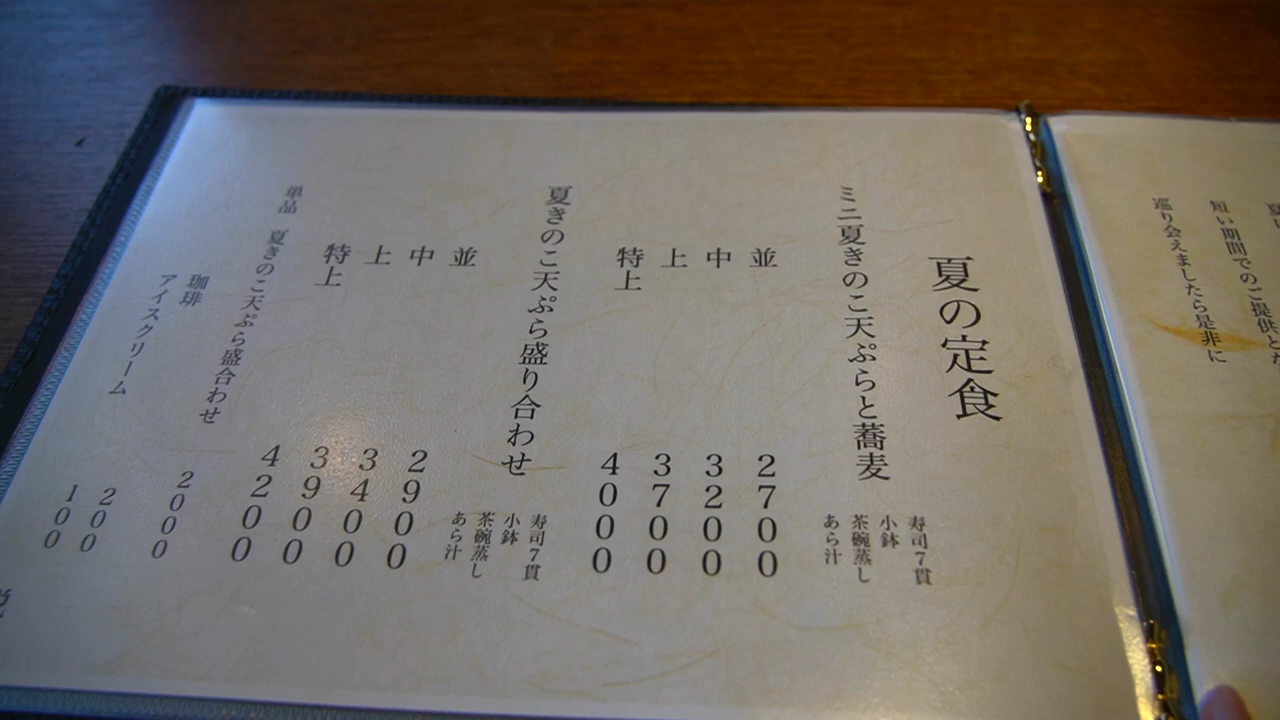 短い期間でのご提供と
巡り会えましたら是非に
夏の定食
ミニ夏きのこ天ぷらと蕎麦
寿司7貫
小鉢
茶碗蒸し
あら汁
並 2700
中 3200
上 3700
特上 4000
夏きのこ天ぷら盛り合わせ
寿司7貫
小鉢
茶碗蒸し
あら汁
並 2900
中 3400
上 3900
特上 4200
単品 夏きのこ天ぷら盛合わせ 2000
珈琲 200
アイスクリーム 100